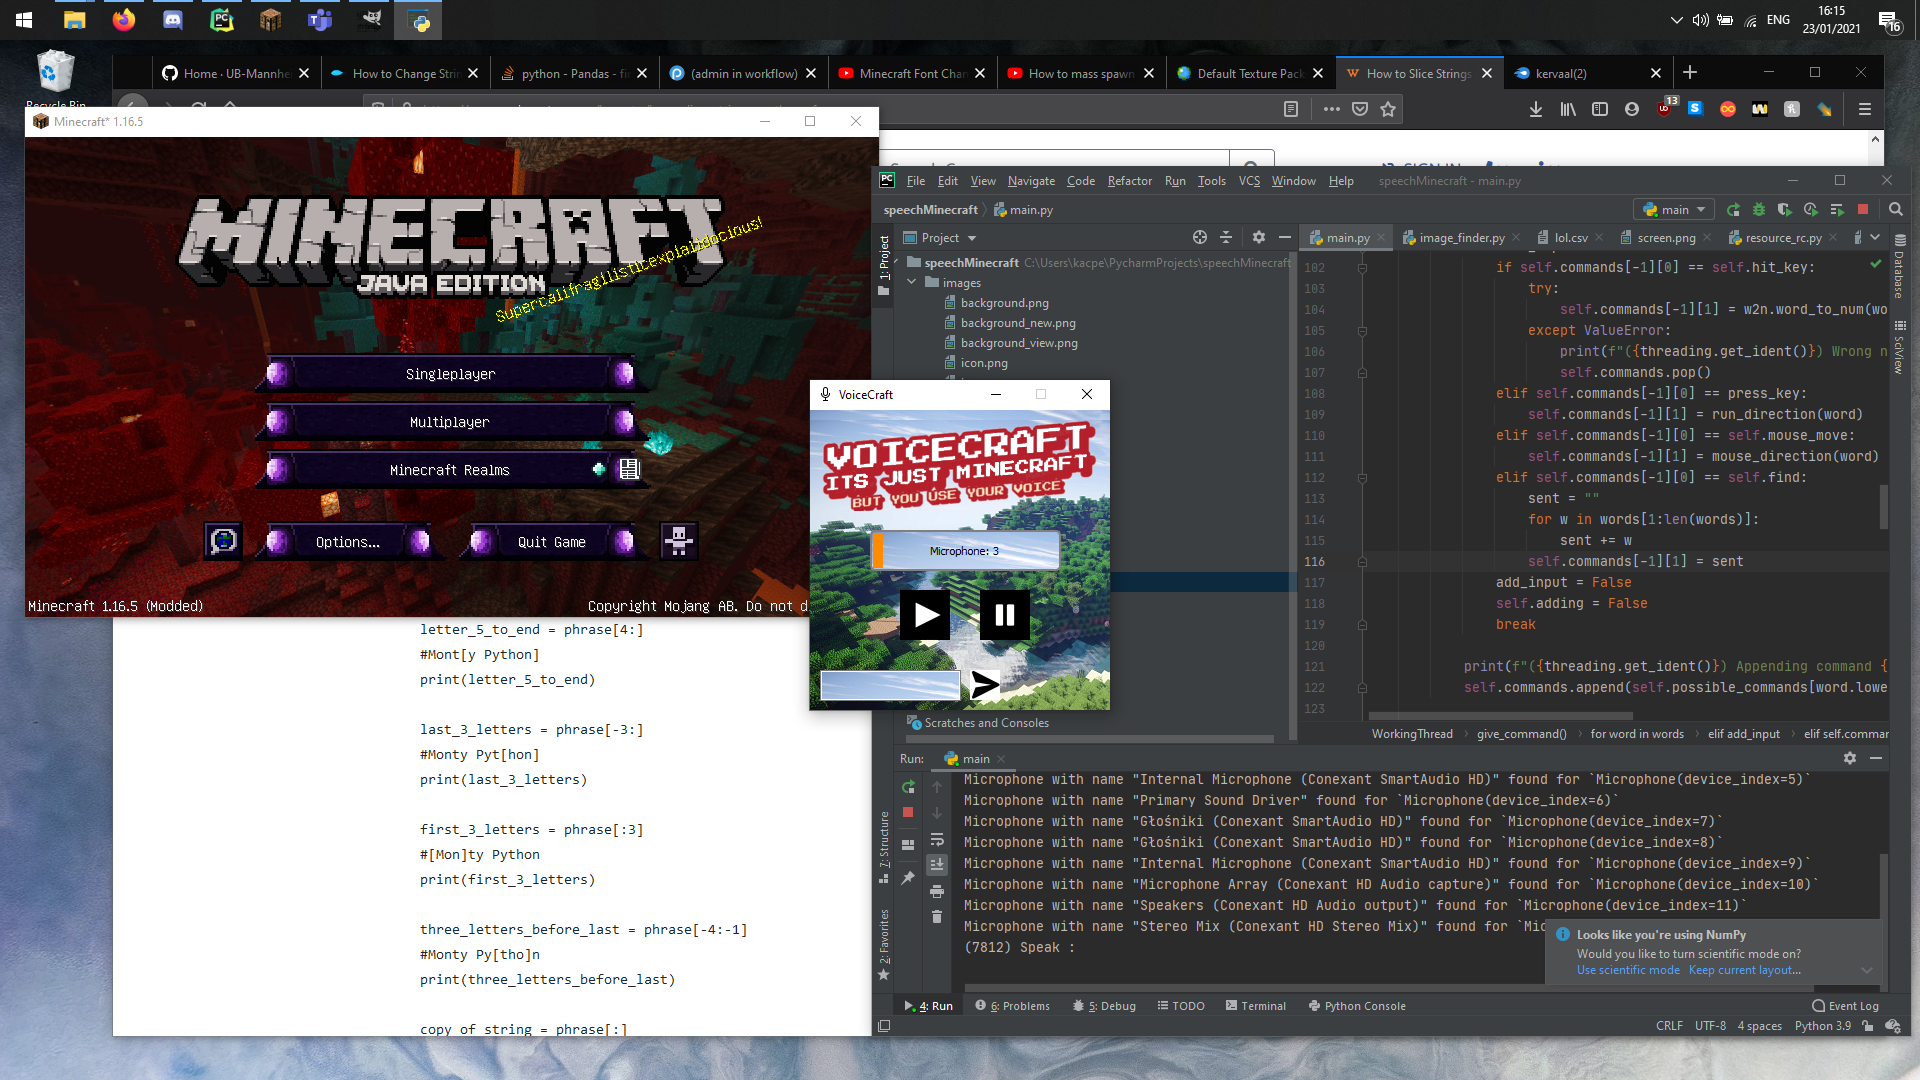 ENG
16:15
23/01/2021
16
Recycle Bin
Home · UB-Mannhe
How to Change Strin
python - Pandas - fi
(admin in workflow)
Minecraft Font Chan
How to mass spawn
Default Texture Pack
How to Slice Strings
kervaal(2)
13
Minecraft* 1.16.5
MINECRAFT
JAVA EDITION
Supercalifragilisticexpialidocious!
Singleplayer
Multiplayer
Minecraft Realms
Options...
Quit Game
Minecraft 1.16.5 (Modded)
Copyright Mojang AB. Do not d
letter_5_to_end = phrase[4:]
#Mont[y Python]
print(letter_5_to_end)
last_3_letters = phrase[-3:]
#Monty Pyt[hon]
print(last_3_letters)
first_3_letters = phrase[:3]
#[Mon]ty Python
print(first_3_letters)
three_letters_before_last = phrase[-4:-1]
#Monty Py[tho]n
print(three_letters_before_last)
copy_of_string = phrase[:]
VoiceCraft
VOICECRAFT
ITS JUST MINECRAFT
BUT YOU USE YOUR VOICE
Microphone: 3
SIGN IN
PC
File Edit View Navigate Code Refactor Run Tools VCS Window Help speechMinecraft - main.py
speechMinecraft main.py
main
Project
main.py image_finder.py lol.csv screen.png resource_rc.py
1: Project
speechMinecraft C:\Users\kacpe\PycharmProjects\speechMinecraft
images
background.png
background_new.png
background_view.png
icon.png
Scratches and Consoles
Database
SciView
102 if self.commands[-1][0] == self.hit_key:
103 try:
104 self.commands[-1][1] = w2n.word_to_num(wo
105 except ValueError:
106 print(f"({threading.get_ident()}) Wrong n
107 self.commands.pop()
108 elif self.commands[-1][0] == press_key:
109 self.commands[-1][1] = run_direction(word)
110 elif self.commands[-1][0] == self.mouse_move:
111 self.commands[-1][1] = mouse_direction(word)
112 elif self.commands[-1][0] == self.find:
113 sent = ""
114 for w in words[1:len(words)]:
115 sent += w
116 self.commands[-1][1] = sent
117 add_input = False
118 self.adding = False
119 break
120
121 print(f"({threading.get_ident()}) Appending command {
122 self.commands.append(self.possible_commands[word.lowe
123
WorkingThread give_command() for word in words elif add_input elif self.comman
Run: main
Microphone with name "Internal Microphone (Conexant SmartAudio HD)" found for `Microphone(device_index=5)`
Microphone with name "Primary Sound Driver" found for `Microphone(device_index=6)`
Microphone with name "Głośniki (Conexant SmartAudio HD)" found for `Microphone(device_index=7)`
Microphone with name "Głośniki (Conexant SmartAudio HD)" found for `Microphone(device_index=8)`
Microphone with name "Internal Microphone (Conexant SmartAudio HD)" found for `Microphone(device_index=9)`
Microphone with name "Microphone Array (Conexant HD Audio capture)" found for `Microphone(device_index=10)`
Microphone with name "Speakers (Conexant HD Audio output)" found for `Microphone(device_index=11)`
Microphone with name "Stereo Mix (Conexant HD Stereo Mix)" found for `Mic
(7812) Speak :
7: Structure
2: Favorites
Looks like you're using NumPy
Would you like to turn scientific mode on?
Use scientific mode Keep current layout...
4: Run 6: Problems 5: Debug TODO Terminal Python Console Event Log
CRLF UTF-8 4 spaces Python 3.9